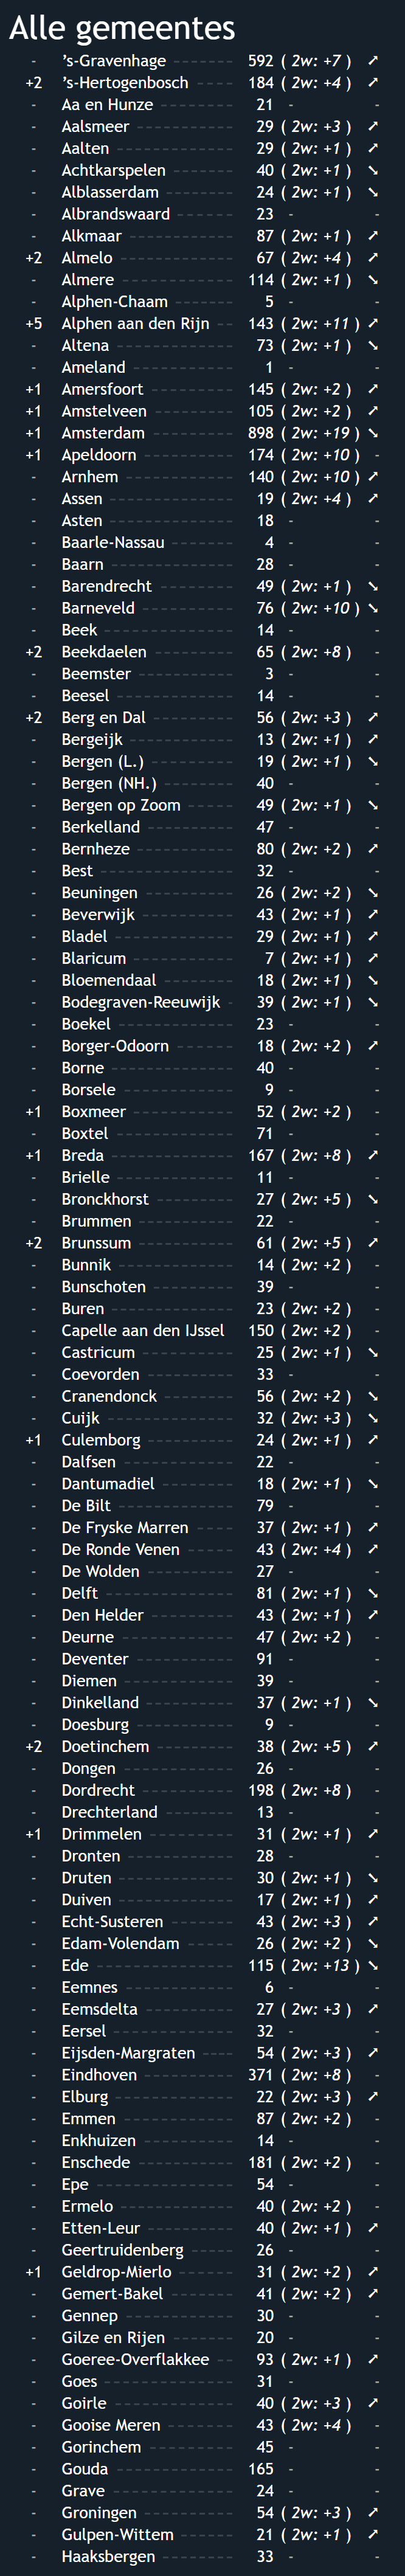 Alle gemeentes
- ’s-Gravenhage 592 ( 2w: +7 ) ➚
+2 ’s-Hertogenbosch 184 ( 2w: +4 ) ➚
- Aa en Hunze 21 - -
- Aalsmeer 29 ( 2w: +3 ) ➚
- Aalten 29 ( 2w: +1 ) ➚
- Achtkarspelen 40 ( 2w: +1 ) ➘
- Alblasserdam 24 ( 2w: +1 ) ➘
- Albrandswaard 23 - -
- Alkmaar 87 ( 2w: +1 ) ➚
+2 Almelo 67 ( 2w: +4 ) ➚
- Almere 114 ( 2w: +1 ) ➘
- Alphen-Chaam 5 - -
+5 Alphen aan den Rijn 143 ( 2w: +11 ) ➚
- Altena 73 ( 2w: +1 ) ➘
- Ameland 1 - -
+1 Amersfoort 145 ( 2w: +2 ) ➚
+1 Amstelveen 105 ( 2w: +2 ) ➚
+1 Amsterdam 898 ( 2w: +19 ) ➘
+1 Apeldoorn 174 ( 2w: +10 ) -
- Arnhem 140 ( 2w: +10 ) ➚
- Assen 19 ( 2w: +4 ) ➚
- Asten 18 - -
- Baarle-Nassau 4 - -
- Baarn 28 - -
- Barendrecht 49 ( 2w: +1 ) ➘
- Barneveld 76 ( 2w: +10 ) ➘
- Beek 14 - -
+2 Beekdaelen 65 ( 2w: +8 ) -
- Beemster 3 - -
- Beesel 14 - -
+2 Berg en Dal 56 ( 2w: +3 ) ➚
- Bergeijk 13 ( 2w: +1 ) ➚
- Bergen (L.) 19 ( 2w: +1 ) ➘
- Bergen (NH.) 40 - -
- Bergen op Zoom 49 ( 2w: +1 ) ➘
- Berkelland 47 - -
- Bernheze 80 ( 2w: +2 ) ➚
- Best 32 - -
- Beuningen 26 ( 2w: +2 ) ➘
- Beverwijk 43 ( 2w: +1 ) ➚
- Bladel 29 ( 2w: +1 ) ➚
- Blaricum 7 ( 2w: +1 ) ➚
- Bloemendaal 18 ( 2w: +1 ) ➘
- Bodegraven-Reeuwijk 39 ( 2w: +1 ) ➘
- Boekel 23 - -
- Borger-Odoorn 18 ( 2w: +2 ) ➚
- Borne 40 - -
- Borsele 9 - -
+1 Boxmeer 52 ( 2w: +2 ) -
- Boxtel 71 - -
+1 Breda 167 ( 2w: +8 ) ➚
- Brielle 11 - -
- Bronckhorst 27 ( 2w: +5 ) ➘
- Brummen 22 - -
+2 Brunssum 61 ( 2w: +5 ) ➚
- Bunnik 14 ( 2w: +2 ) -
- Bunschoten 39 - -
- Buren 23 ( 2w: +2 ) -
- Capelle aan den IJssel 150 ( 2w: +2 ) -
- Castricum 25 ( 2w: +1 ) ➘
- Coevorden 33 - -
- Cranendonck 56 ( 2w: +2 ) ➘
- Cuijk 32 ( 2w: +3 ) ➘
+1 Culemborg 24 ( 2w: +1 ) ➚
- Dalfsen 22 - -
- Dantumadiel 18 ( 2w: +1 ) ➘
- De Bilt 79 - -
- De Fryske Marren 37 ( 2w: +1 ) ➚
- De Ronde Venen 43 ( 2w: +4 ) ➚
- De Wolden 27 - -
- Delft 81 ( 2w: +1 ) ➘
- Den Helder 43 ( 2w: +1 ) ➚
- Deurne 47 ( 2w: +2 ) -
- Deventer 91 - -
- Diemen 39 - -
- Dinkelland 37 ( 2w: +1 ) ➘
- Doesburg 9 - -
+2 Doetinchem 38 ( 2w: +5 ) ➚
- Dongen 26 - -
- Dordrecht 198 ( 2w: +8 ) -
- Drechterland 13 - -
+1 Drimmelen 31 ( 2w: +1 ) ➚
- Dronten 28 - -
- Druten 30 ( 2w: +1 ) ➘
- Duiven 17 ( 2w: +1 ) ➚
- Echt-Susteren 43 ( 2w: +3 ) ➚
- Edam-Volendam 26 ( 2w: +2 ) ➘
- Ede 115 ( 2w: +13 ) ➘
- Eemnes 6 - -
- Eemsdelta 27 ( 2w: +3 ) ➚
- Eersel 32 - -
- Eijsden-Margraten 54 ( 2w: +3 ) ➚
- Eindhoven 371 ( 2w: +8 ) -
- Elburg 22 ( 2w: +3 ) ➚
- Emmen 87 ( 2w: +2 ) -
- Enkhuizen 14 - -
- Enschede 181 ( 2w: +2 ) -
- Epe 54 - -
- Ermelo 40 ( 2w: +2 ) -
- Etten-Leur 40 ( 2w: +1 ) ➚
- Geertruidenberg 26 - -
+1 Geldrop-Mierlo 31 ( 2w: +2 ) ➚
- Gemert-Bakel 41 ( 2w: +2 ) ➚
- Gennep 30 - -
- Gilze en Rijen 20 - -
- Goeree-Overflakkee 93 ( 2w: +1 ) ➚
- Goes 31 - -
- Goirle 40 ( 2w: +3 ) ➚
- Gooise Meren 43 ( 2w: +4 ) -
- Gorinchem 45 - -
- Gouda 165 - -
- Grave 24 - -
- Groningen 54 ( 2w: +3 ) ➚
- Gulpen-Wittem 21 ( 2w: +1 ) ➚
- Haaksbergen 33 - -